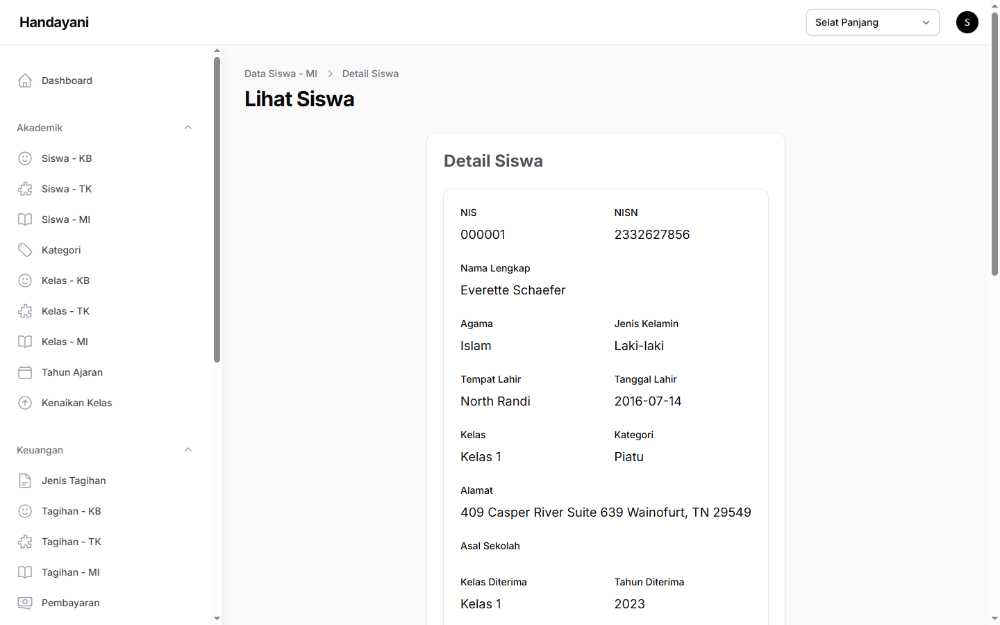 Handayani
Selat Panjang
S
Dashboard
Akademik
Siswa - KB
Siswa - TK
Siswa - MI
Kategori
Kelas - KB
Kelas - TK
Kelas - MI
Tahun Ajaran
Kenaikan Kelas
Keuangan
Jenis Tagihan
Tagihan - KB
Tagihan - TK
Tagihan - MI
Pembayaran
Data Siswa - MI > Detail Siswa
Lihat Siswa
Detail Siswa
NIS NISN
000001 2332627856
Nama Lengkap
Everette Schaefer
Agama Jenis Kelamin
Islam Laki-laki
Tempat Lahir Tanggal Lahir
North Randi 2016-07-14
Kelas Kategori
Kelas 1 Piatu
Alamat
409 Casper River Suite 639 Wainofurt, TN 29549
Asal Sekolah
Kelas Diterima Tahun Diterima
Kelas 1 2023